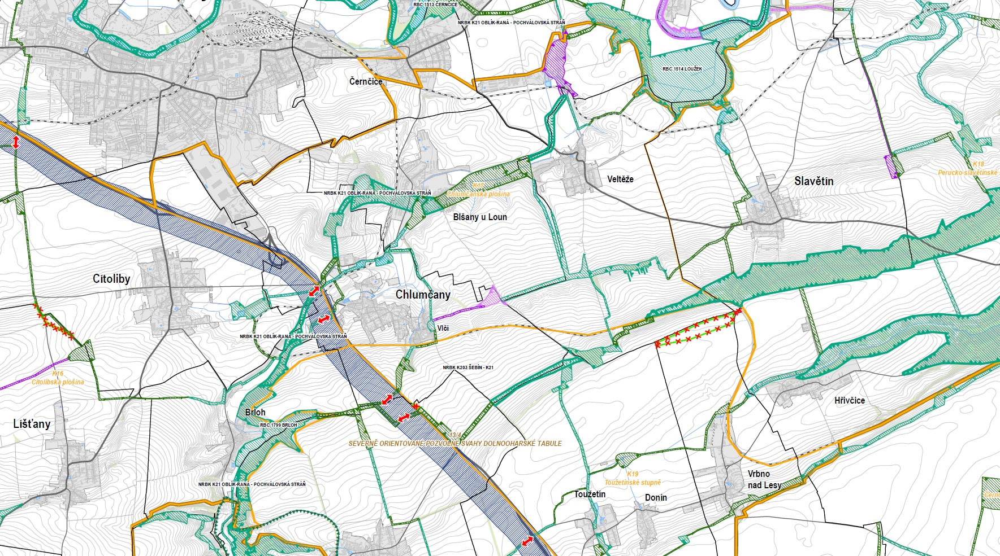 RBC 1513 ČERNČICE
NRBK K21 OBLÍK-RANÁ - POCHVÁLOVSKÁ STRÁŇ
RBC 1514 LOUŽEK
Černčice
K18
Perucko-slavětínské
Veltěže
Slavětín
K17
Chlumčanská plošina
NRBK K21 OBLÍK-RANÁ - POCHVÁLOVSKÁ STRÁŇ
Blšany u Loun
Cítoliby
Chlumčany
Vlčí
NRBK K21 OBLÍK-RANÁ - POCHVÁLOVSKÁ STRÁŇ
NRBK K203 ŠEBÍN - K21
K16
Cítolibská plošina
Hřivčice
Brloh
Líšťany
RBC 1799 BRLOH
13/4
SEVERNĚ ORIENTOVANÉ POZVOLNÉ SVAHY DOLNOOHARSKÉ TABULE
K19
Toužetínské stupně
Vrbno
nad Lesy
NRBK K21 OBLÍK-RANÁ - POCHVÁLOVSKÁ STRÁŇ
Toužetín
Donín